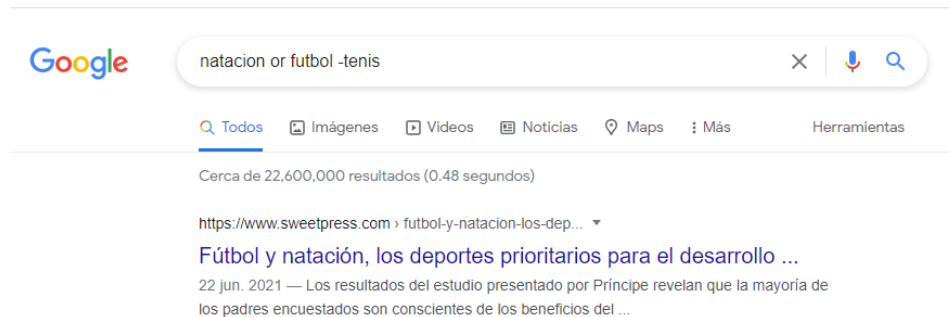 Google
natacion or futbol -tenis
Todos Imágenes Videos Noticias Maps Más Herramientas
Cerca de 22,600,000 resultados (0.48 segundos)
https://www.sweetpress.com › futbol-y-natacion-los-dep...
Fútbol y natación, los deportes prioritarios para el desarrollo ...
22 jun. 2021 — Los resultados del estudio presentado por Príncipe revelan que la mayoría de
los padres encuestados son conscientes de los beneficios del ...